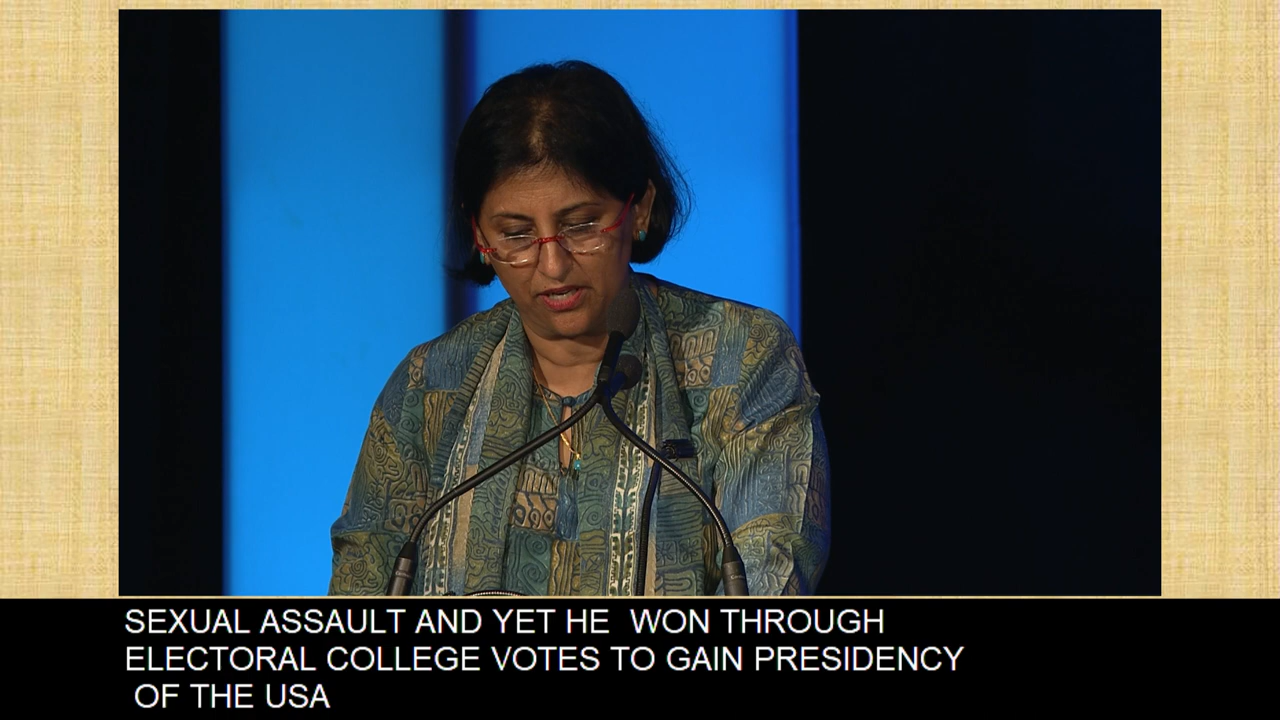 SEXUAL ASSAULT AND YET HE  WON THROUGH
ELECTORAL COLLEGE VOTES TO GAIN PRESIDENCY
OF THE USA